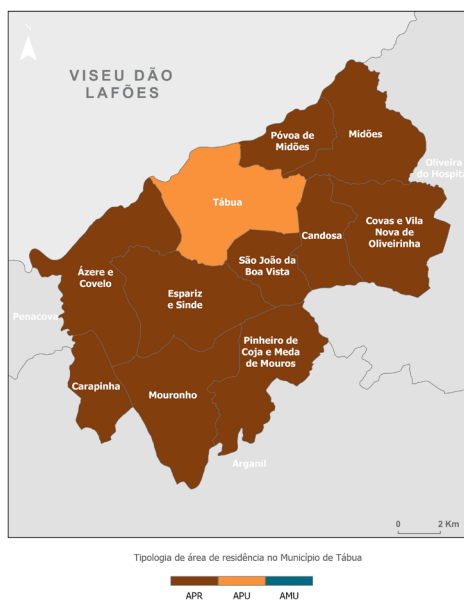 N
VISEU DÃO
LAFÕES
Póvoa de
Midões
Midões
Oliveira
do Hospital
Tábua
Covas e Vila
Nova de
Oliveirinha
Candosa
São João da
Boa Vista
Ázere e
Covelo
Espariz
e Sinde
Penacova
Pinheiro de
Coja e Meda
de Mouros
Carapinha
Mouronho
Arganil
0 2 Km
Tipologia de área de residência no Município de Tábua
APR APU AMU